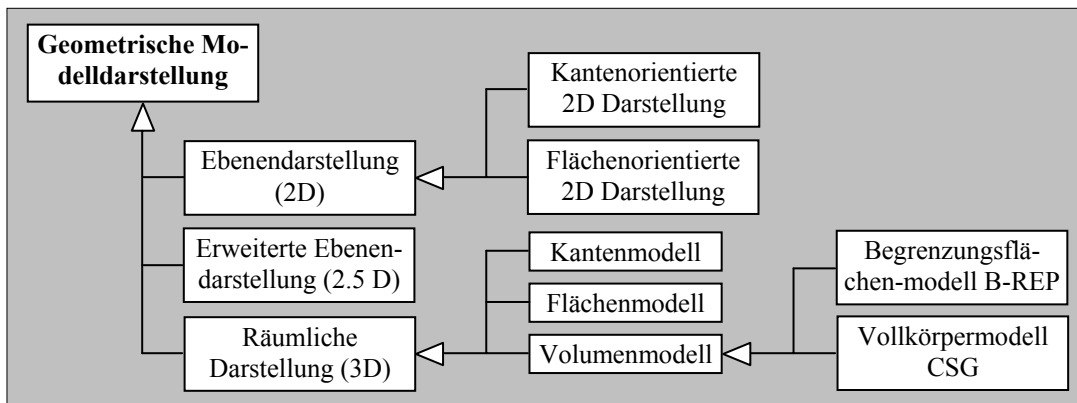 Geometrische Mo-
delldarstellung
Kantenorientierte
2D Darstellung
Ebenendarstellung
(2D)
Flächenorientierte
2D Darstellung
Erweiterte Ebenen-
darstellung (2.5 D)
Kantenmodell
Flächenmodell
Begrenzungsflä-
chen-modell B-REP
Räumliche
Darstellung (3D)
Volumenmodell
Vollkörpermodell
CSG